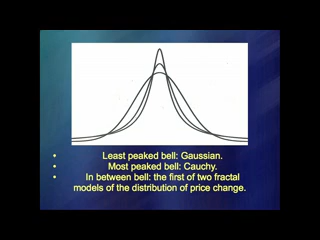 • Least peaked bell: Gaussian.
• Most peaked bell: Cauchy.
• In between bell: the first of two fractal
models of the distribution of price change.